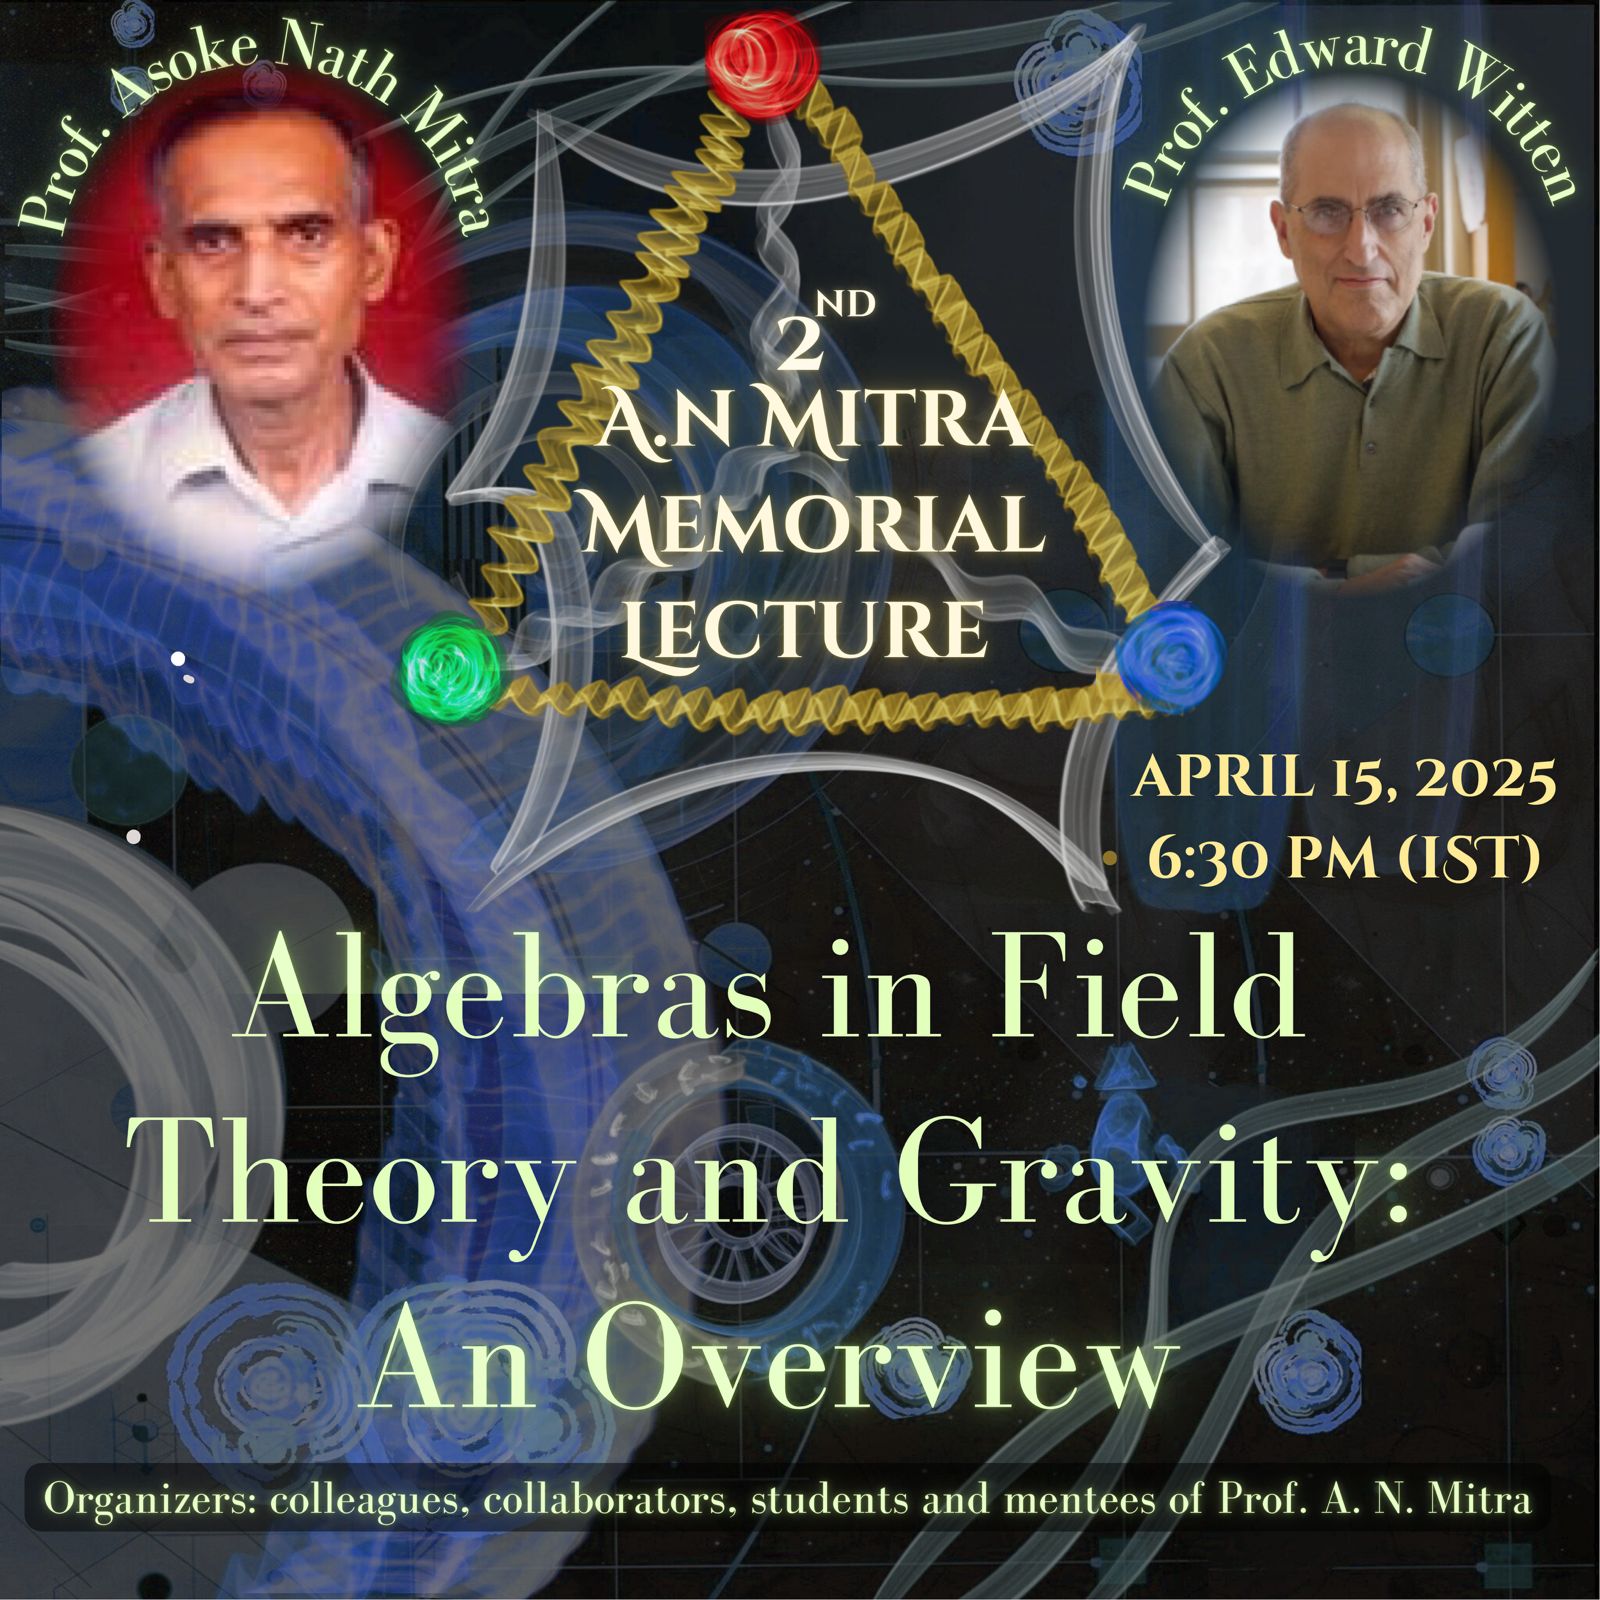 Prof. Asoke Nath Mitra
Prof. Edward Witten
2ND
A.N MITRA
MEMORIAL
LECTURE
APRIL 15, 2025
6:30 PM (IST)
Algebras in Field
Theory and Gravity:
An Overview
Organizers: colleagues, collaborators, students and mentees of Prof. A. N. Mitra